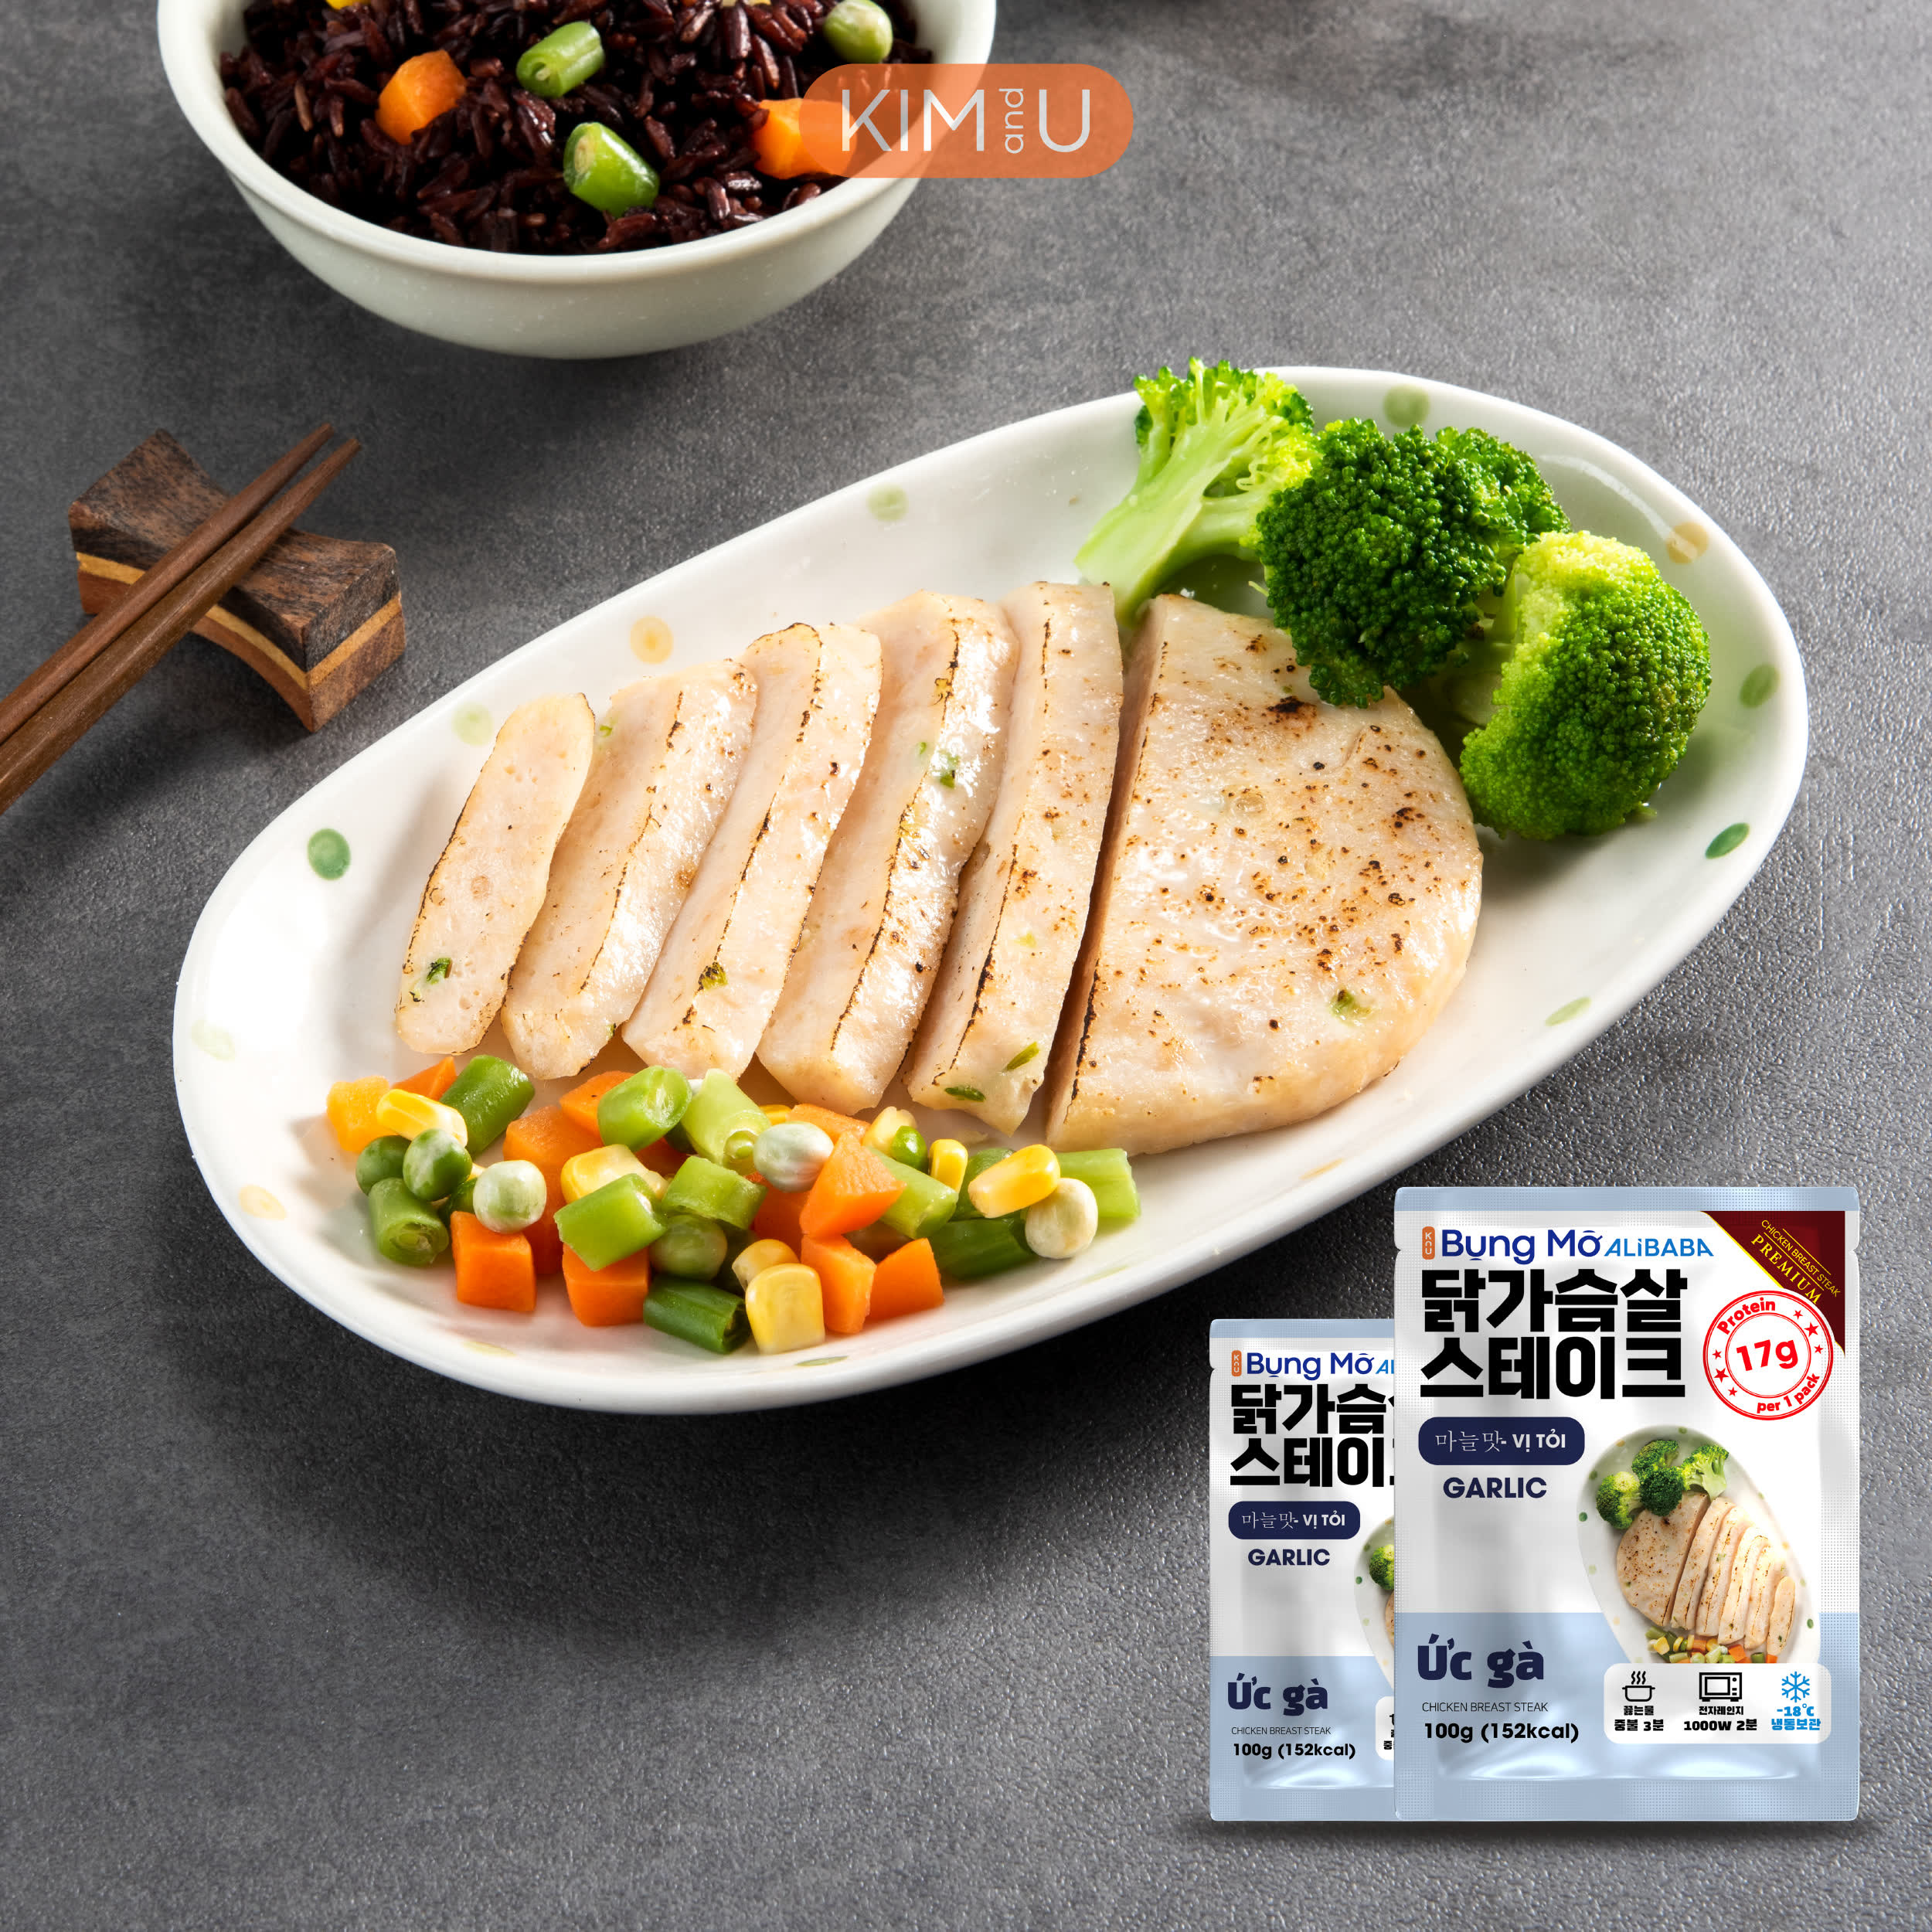 KIM and U
KnU Bụng Mỡ ALiBABA
닭가슴살
스테이크
CHICKEN BREAST STEAK
PREMIUM
Protein
17g
per 1 pack
마늘맛- VỊ TỎI
GARLIC
Ức gà
CHICKEN BREAST STEAK
100g (152kcal)
끓는물
중불 3분
전자레인지
1000W 2분
-18℃
냉동보관
KnU Bụng Mỡ AL
닭가슴
스테이
마늘맛- VỊ TỎI
GARLIC
Ức gà
CHICKEN BREAST STEAK
100g (152kcal)